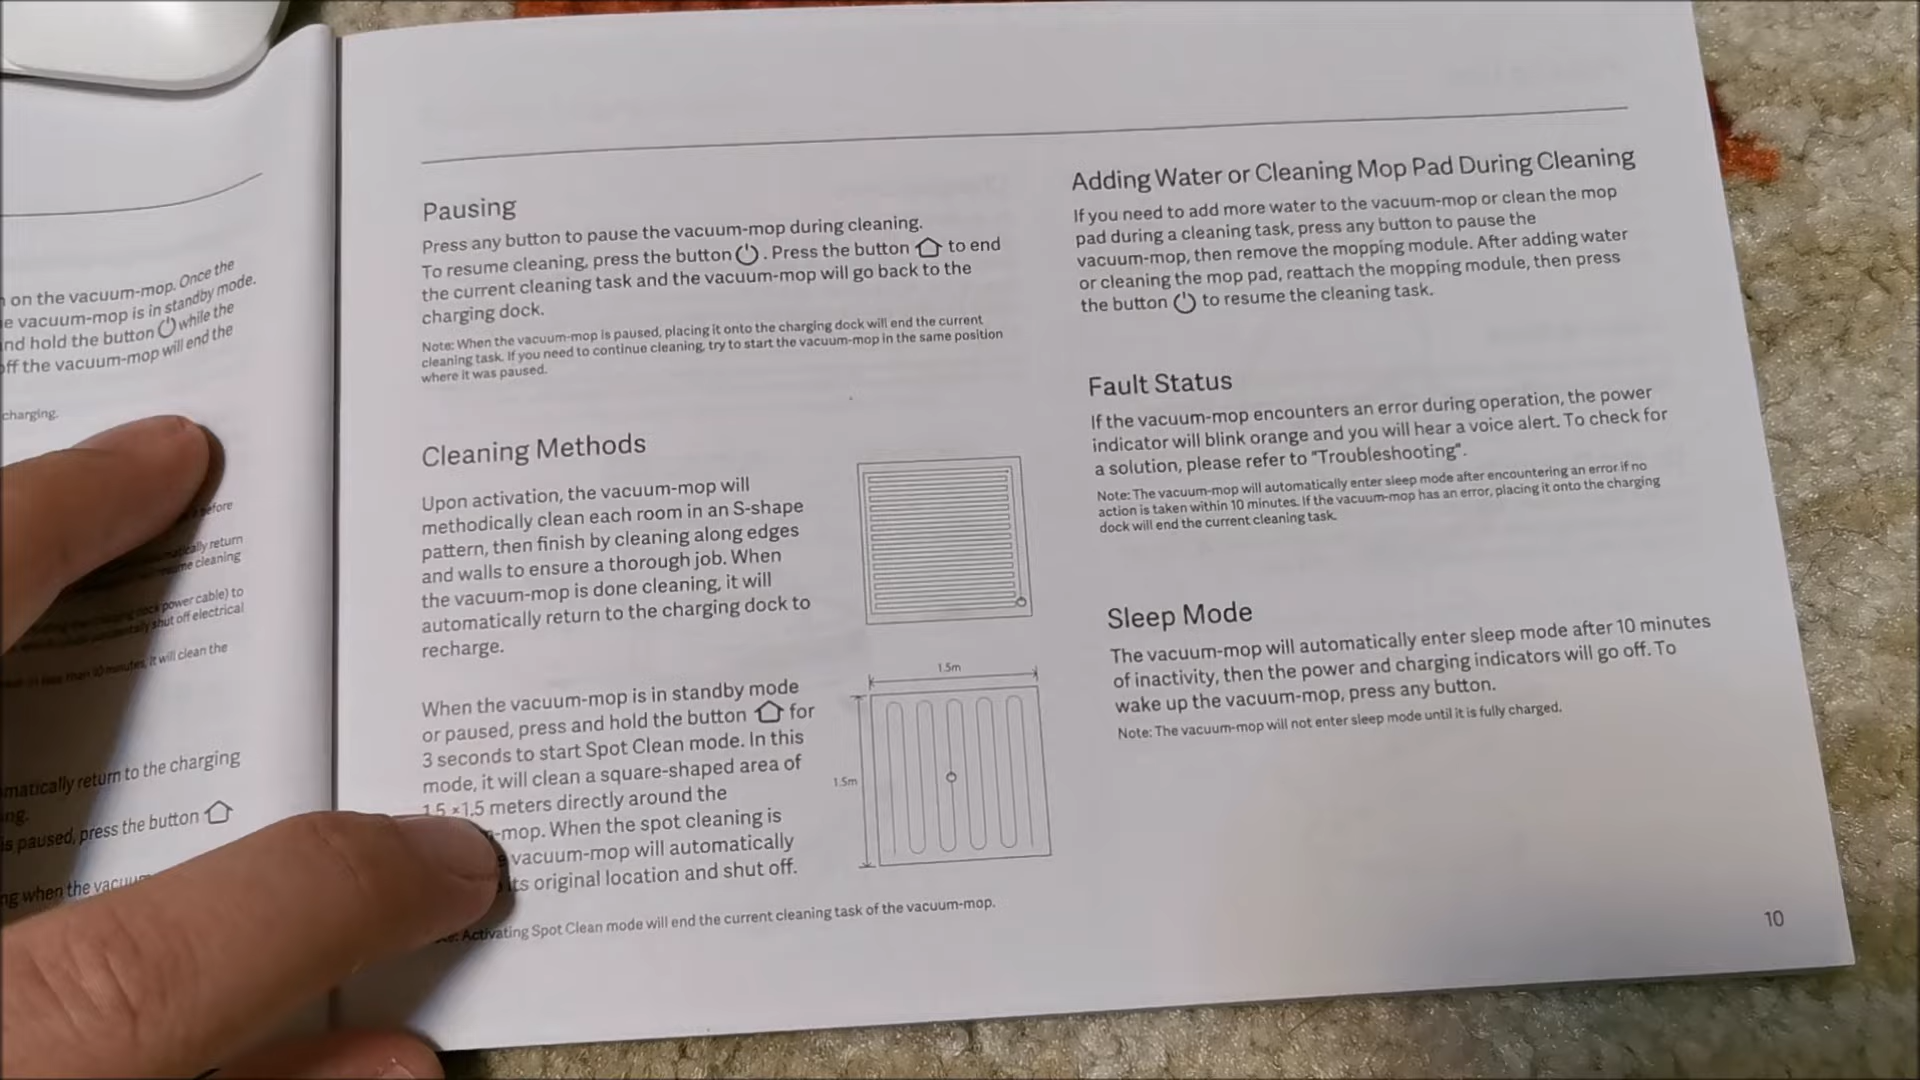 on the vacuum-mop. Once the
vacuum-mop is in standby mode.
nd hold the button while the
off the vacuum-mop will end the
charging.
before
return
cleaning
power cable) to
shut off electrical
it will clean the
return to the charging
is paused, press the button
when the
Pausing
Press any button to pause the vacuum-mop during cleaning.
To resume cleaning, press the button . Press the button to end
the current cleaning task and the vacuum-mop will go back to the
charging dock.
Note: When the vacuum-mop is paused, placing it onto the charging dock will end the current
cleaning task. If you need to continue cleaning, try to start the vacuum-mop in the same position
where it was paused.
Cleaning Methods
Upon activation, the vacuum-mop will
methodically clean each room in an S-shape
pattern, then finish by cleaning along edges
and walls to ensure a thorough job. When
the vacuum-mop is done cleaning, it will
automatically return to the charging dock to
recharge.
When the vacuum-mop is in standby mode
or paused, press and hold the button for
3 seconds to start Spot Clean mode. In this
mode, it will clean a square-shaped area of
1.5 ×1.5 meters directly around the
-mop. When the spot cleaning is
vacuum-mop will automatically
its original location and shut off.
Activating Spot Clean mode will end the current cleaning task of the vacuum-mop.
1.5m
1.5m
Adding Water or Cleaning Mop Pad During Cleaning
If you need to add more water to the vacuum-mop or clean the mop
pad during a cleaning task, press any button to pause the
vacuum-mop, then remove the mopping module. After adding water
or cleaning the mop pad, reattach the mopping module, then press
the button to resume the cleaning task.
Fault Status
If the vacuum-mop encounters an error during operation, the power
indicator will blink orange and you will hear a voice alert. To check for
a solution, please refer to "Troubleshooting".
Note: The vacuum-mop will automatically enter sleep mode after encountering an error if no
action is taken within 10 minutes. If the vacuum-mop has an error, placing it onto the charging
dock will end the current cleaning task.
Sleep Mode
The vacuum-mop will automatically enter sleep mode after 10 minutes
of inactivity, then the power and charging indicators will go off. To
wake up the vacuum-mop, press any button.
Note: The vacuum-mop will not enter sleep mode until it is fully charged.
10